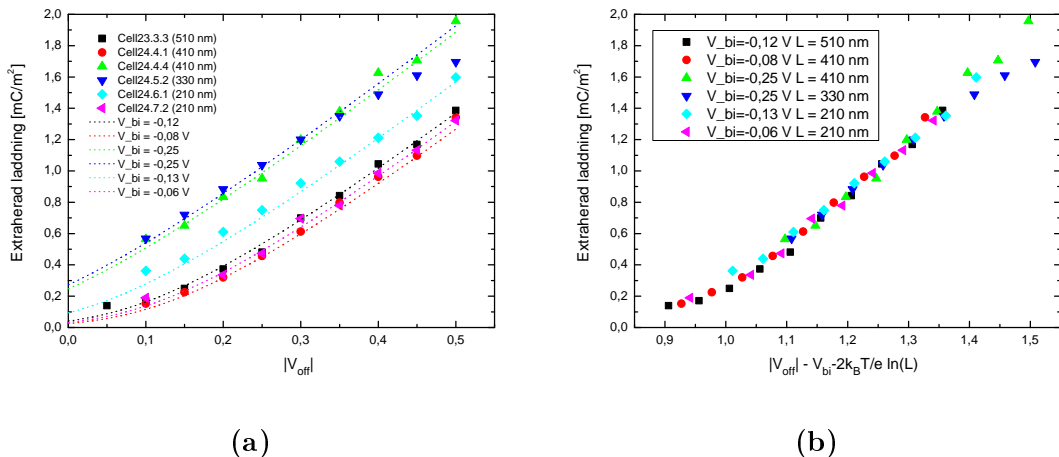 Extraherad laddning [mC/m²]
2,0
1,8
1,6
1,4
1,2
1,0
0,8
0,6
0,4
0,2
0,0
Cell23.3.3 (510 nm)
Cell24.4.1 (410 nm)
Cell24.4.4 (410 nm)
Cell24.5.2 (330 nm)
Cell24.6.1 (210 nm)
Cell24.7.2 (210 nm)
V_bi = -0,12
V_bi = -0,08 V
V_bi = -0,25
V_bi = -0,25 V
V_bi = -0,13 V
V_bi = -0,06 V
0,0 0,1 0,2 0,3 0,4 0,5
|V_off|
(a)
Extraherad laddning [mC/m²]
2,0
1,8
1,6
1,4
1,2
1,0
0,8
0,6
0,4
0,2
0,0
V_bi=-0,12 V L = 510 nm
V_bi=-0,08 V L = 410 nm
V_bi=-0,25 V L = 410 nm
V_bi=-0,25 V L = 330 nm
V_bi=-0,13 V L = 210 nm
V_bi=-0,06 V L = 210 nm
0,9 1,0 1,1 1,2 1,3 1,4 1,5
|V_off| - V_bi-2k_BT/e ln(L)
(b)